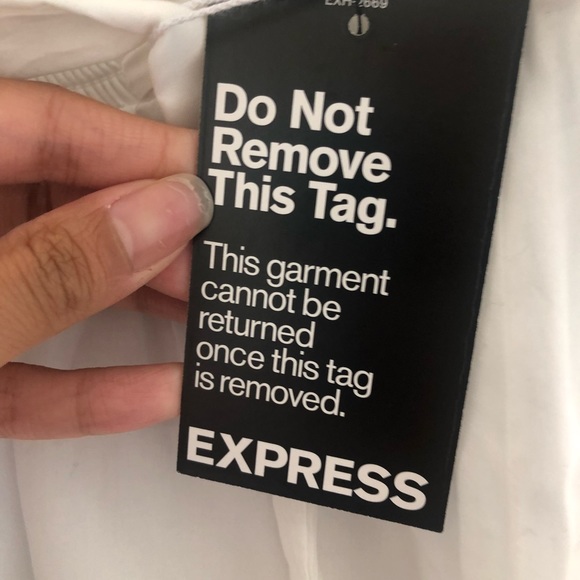 Do Not
Remove
This Tag.
This garment
cannot be
returned
once this tag
is removed.
EXPRESS